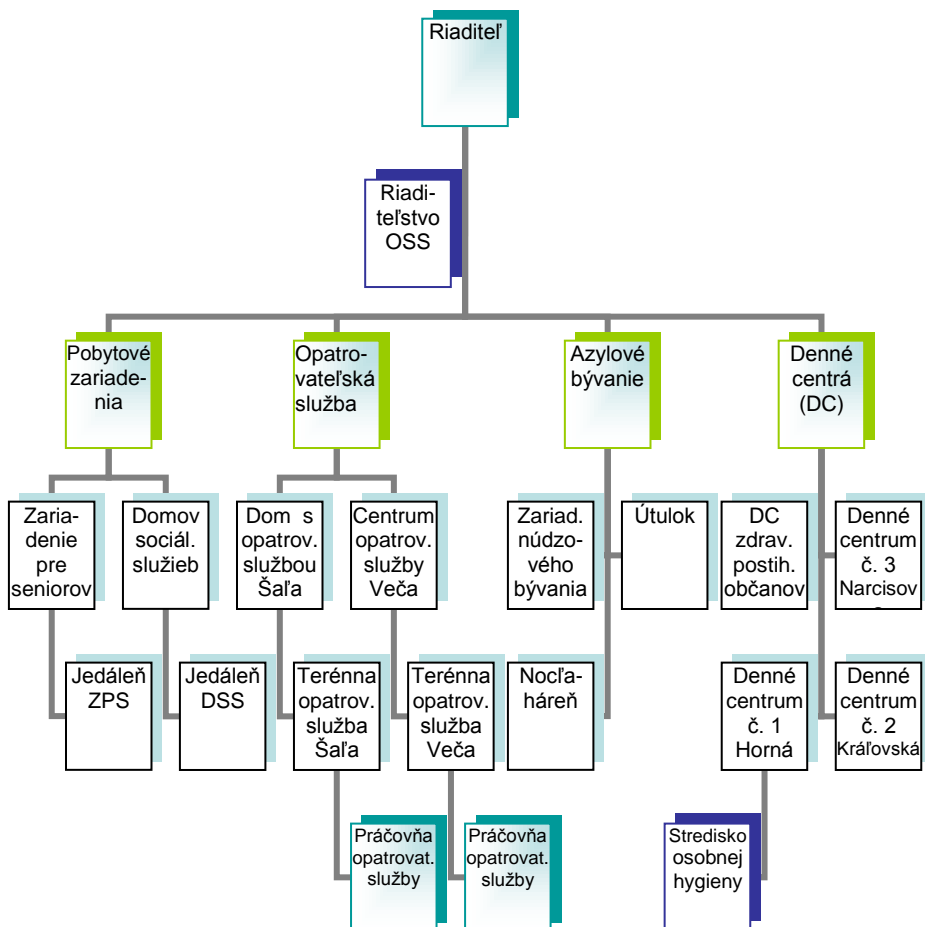 Riaditeľ
Riadi-
teľstvo
OSS
Pobytové
zariade-
nia
Opatro-
vateľská
služba
Azylové
bývanie
Denné
centrá
(DC)
Zaria-
denie
pre
seniorov
Domov
sociál.
služieb
Dom s
opatrov.
službou
Šaľa
Centrum
opatrov.
služby
Veča
Zariad.
núdzo-
vého
bývania
Útulok
DC
zdrav.
postih.
občanov
Denné
centrum
č. 3
Narcisov
Jedáleň
ZPS
Jedáleň
DSS
Terénna
opatrov.
služba
Šaľa
Terénna
opatrov.
služba
Veča
Nocľa-
háreň
Denné
centrum
č. 1
Horná
Denné
centrum
č. 2
Kráľovská
Práčovňa
opatrovat.
služby
Práčovňa
opatrovat.
služby
Stredisko
osobnej
hygieny